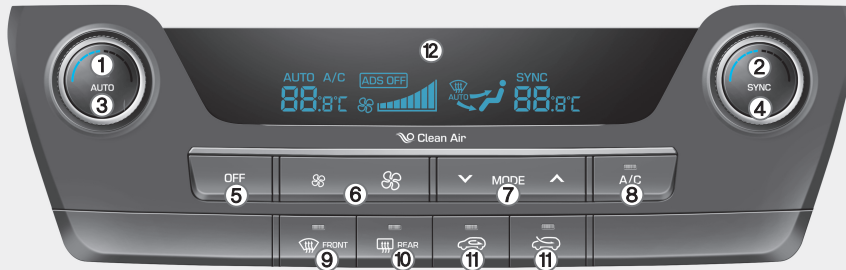 ⑫
① AUTO ③
AUTO A/C ADS OFF SYNC
88:8°C AUTO 88:8°C
② SYNC ④
Clean Air
OFF ⑤ ⑥ MODE ⑦ A/C ⑧
FRONT ⑨ REAR ⑩ ⑪ ⑪